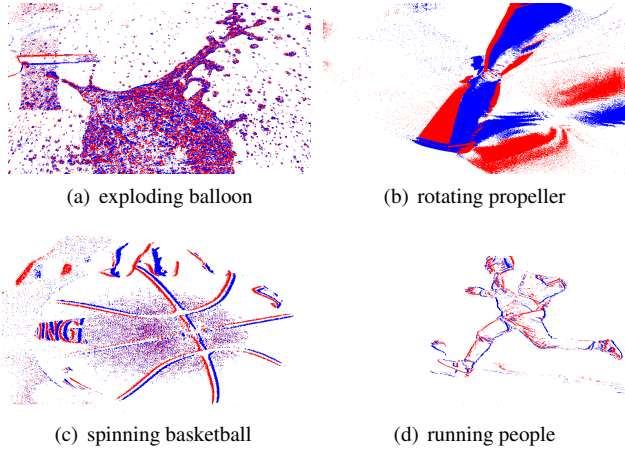 (a) exploding balloon
(b) rotating propeller
ING
(c) spinning basketball
(d) running people